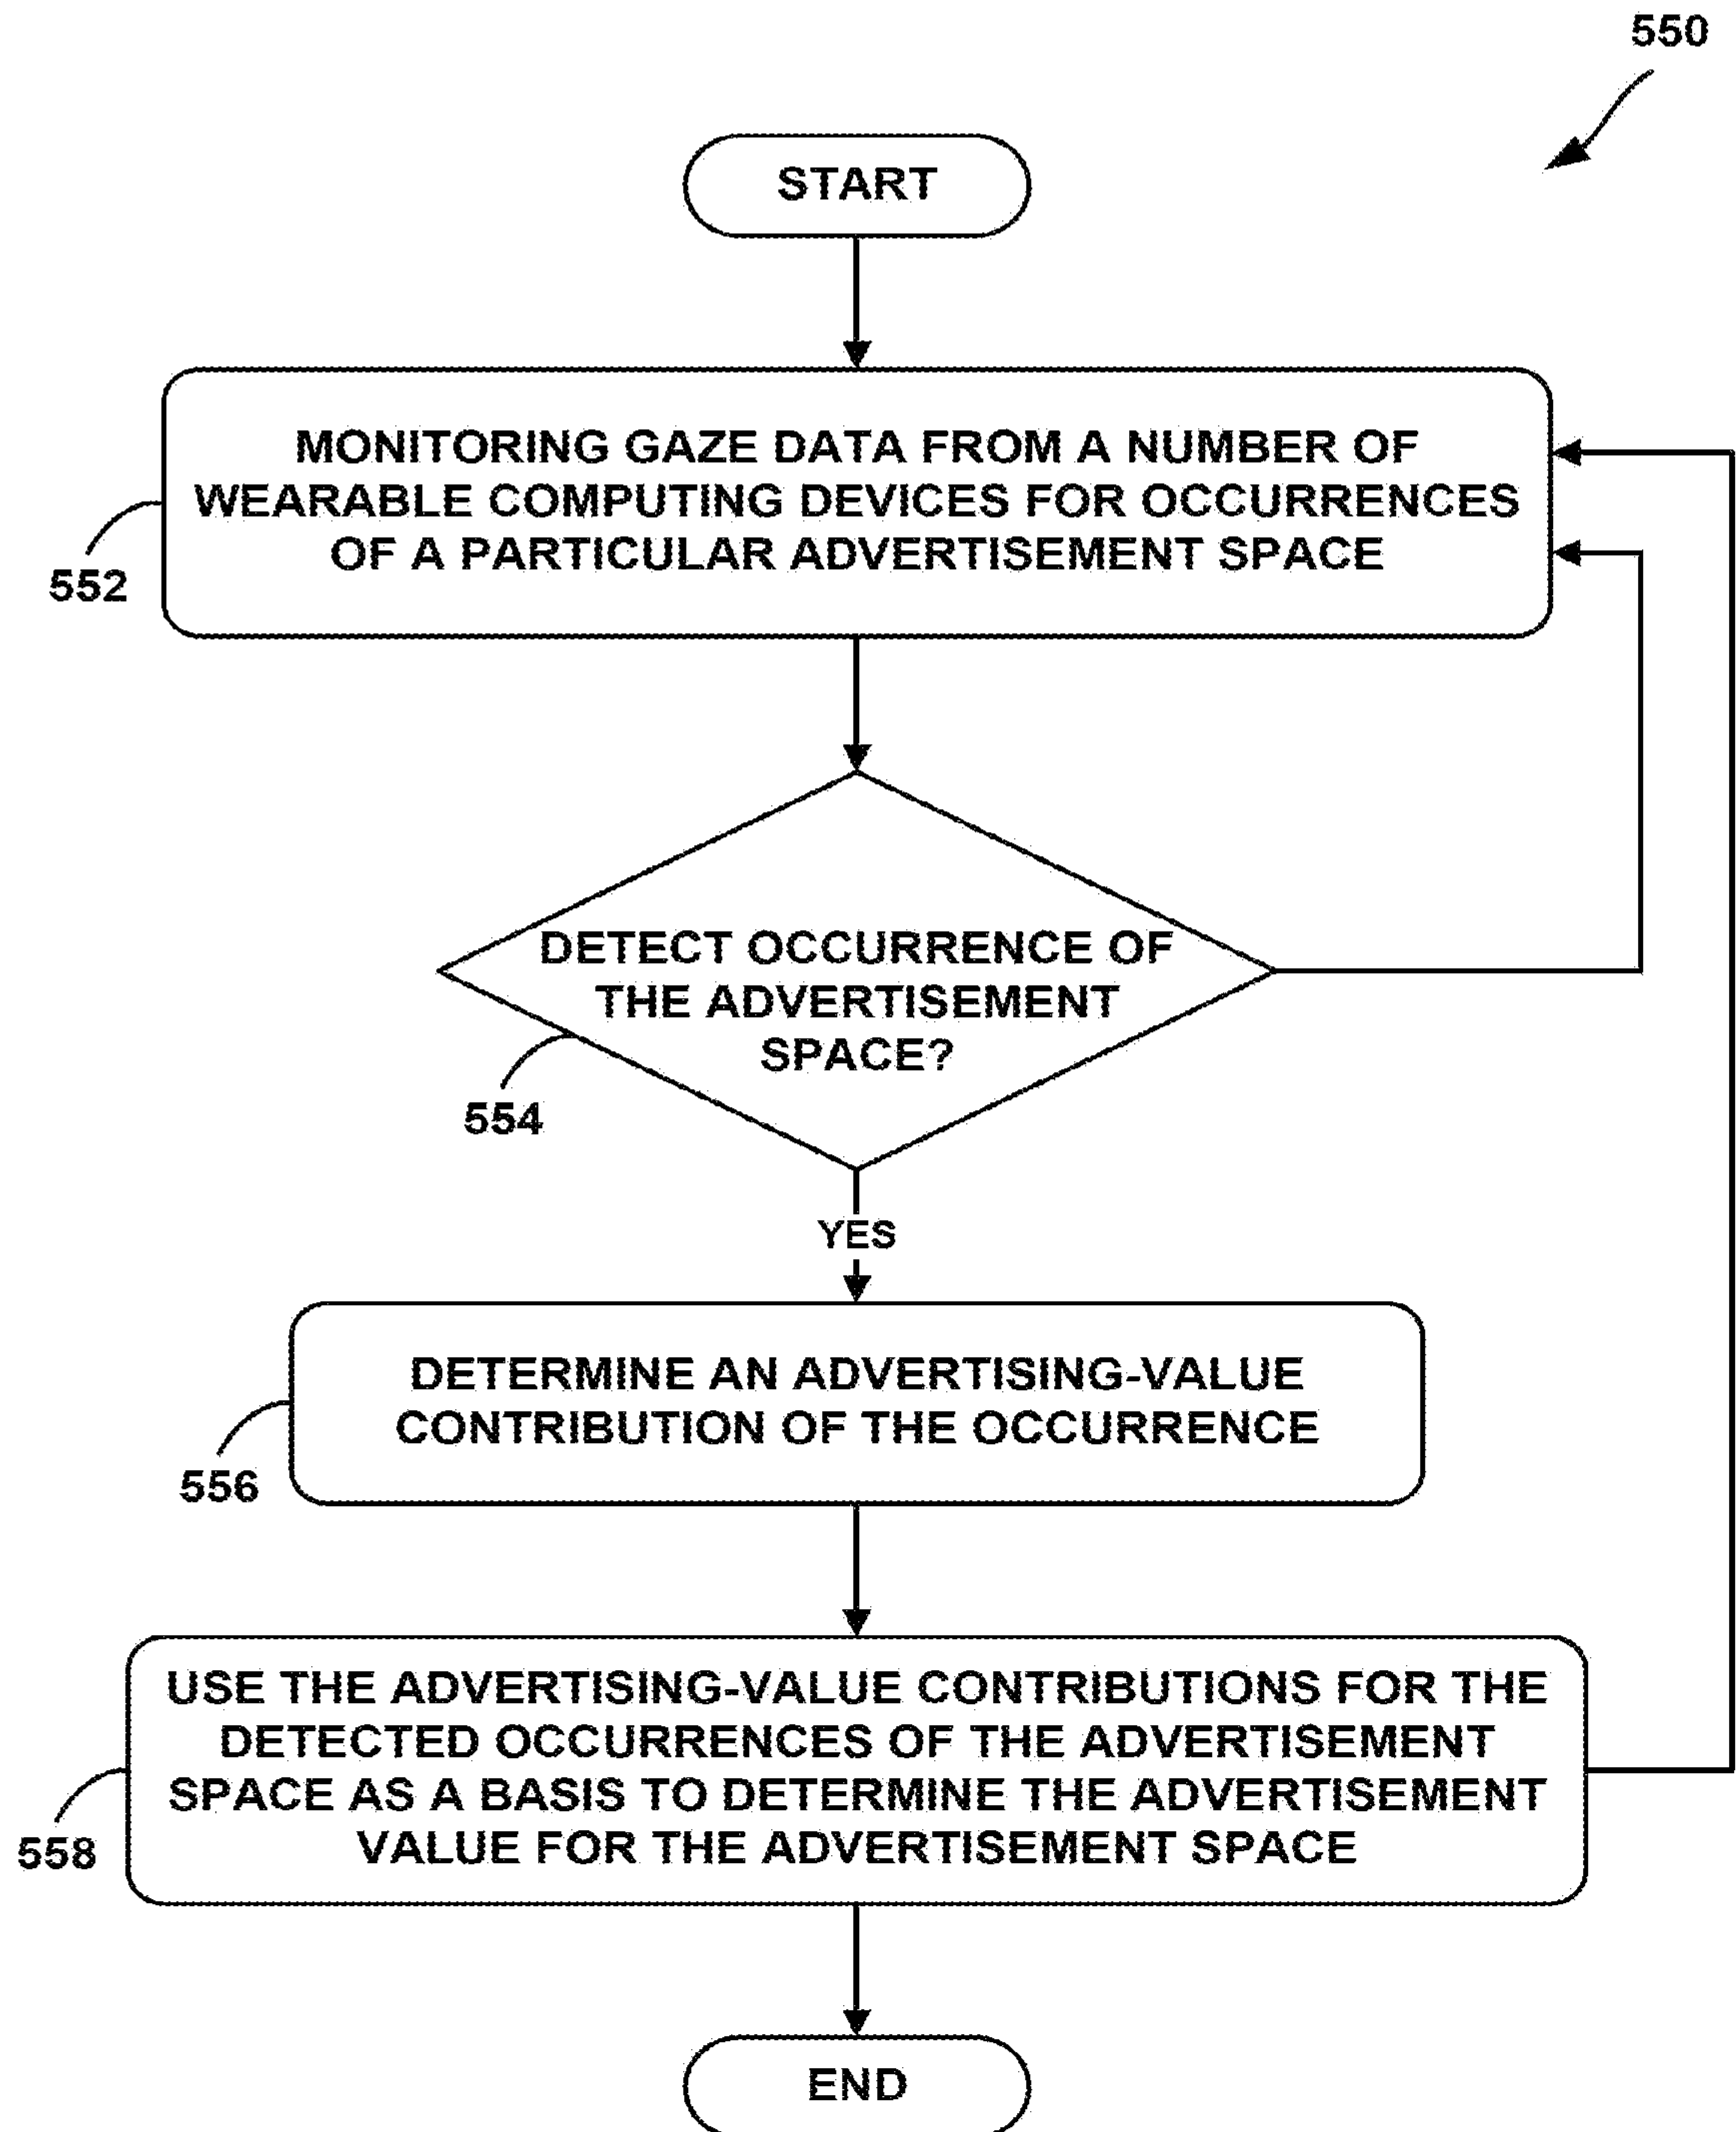 550
START
MONITORING GAZE DATA FROM A NUMBER OF
WEARABLE COMPUTING DEVICES FOR OCCURRENCES
OF A PARTICULAR ADVERTISEMENT SPACE
552
DETECT OCCURRENCE OF
THE ADVERTISEMENT
SPACE?
554
YES
DETERMINE AN ADVERTISING-VALUE
CONTRIBUTION OF THE OCCURRENCE
556
USE THE ADVERTISING-VALUE CONTRIBUTIONS FOR THE
DETECTED OCCURRENCES OF THE ADVERTISEMENT
SPACE AS A BASIS TO DETERMINE THE ADVERTISEMENT
VALUE FOR THE ADVERTISEMENT SPACE
558
END